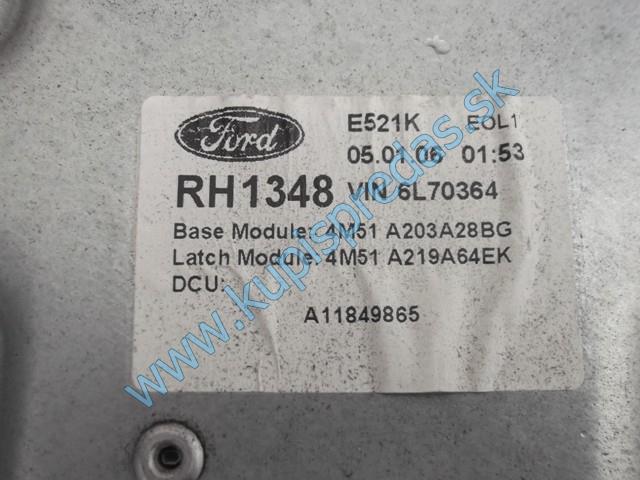 Ford
E521K EOL1
05.01.06 01:53
RH1348 VIN 6L70364
Base Module: 4M51 A203A28BG
Latch Module: 4M51 A219A64EK
DCU:
A11849865
www.kupispredas.sk